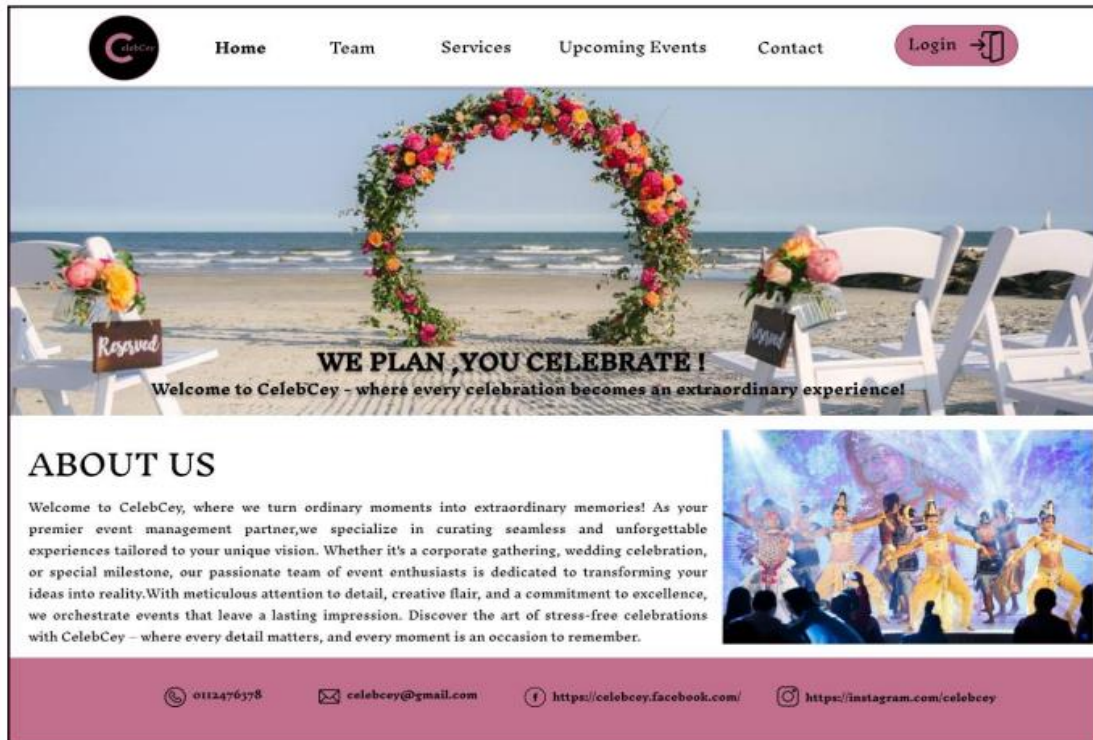 CelebCey
Home
Team
Services
Upcoming Events
Contact
Login
Reserved
Reserved
WE PLAN ,YOU CELEBRATE !
Welcome to CelebCey - where every celebration becomes an extraordinary experience!
ABOUT US
Welcome to CelebCey, where we turn ordinary moments into extraordinary memories! As your
premier event management partner,we specialize in curating seamless and unforgettable
experiences tailored to your unique vision. Whether it's a corporate gathering, wedding celebration,
or special milestone, our passionate team of event enthusiasts is dedicated to transforming your
ideas into reality.With meticulous attention to detail, creative flair, and a commitment to excellence,
we orchestrate events that leave a lasting impression. Discover the art of stress-free celebrations
with CelebCey – where every detail matters, and every moment is an occasion to remember.
0112476378
celebcey@gmail.com
https://celebcey.facebook.com/
https://instagram.com/celebcey